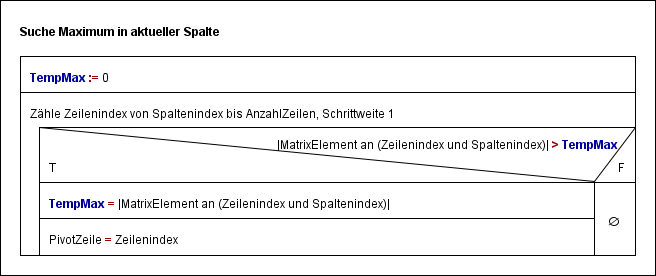 Suche Maximum in aktueller Spalte
TempMax := 0
Zähle Zeilenindex von Spaltenindex bis AnzahlZeilen, Schrittweite 1
|MatrixElement an (Zeilenindex und Spaltenindex)| > TempMax
T F
TempMax = |MatrixElement an (Zeilenindex und Spaltenindex)|
∅
PivotZeile = Zeilenindex